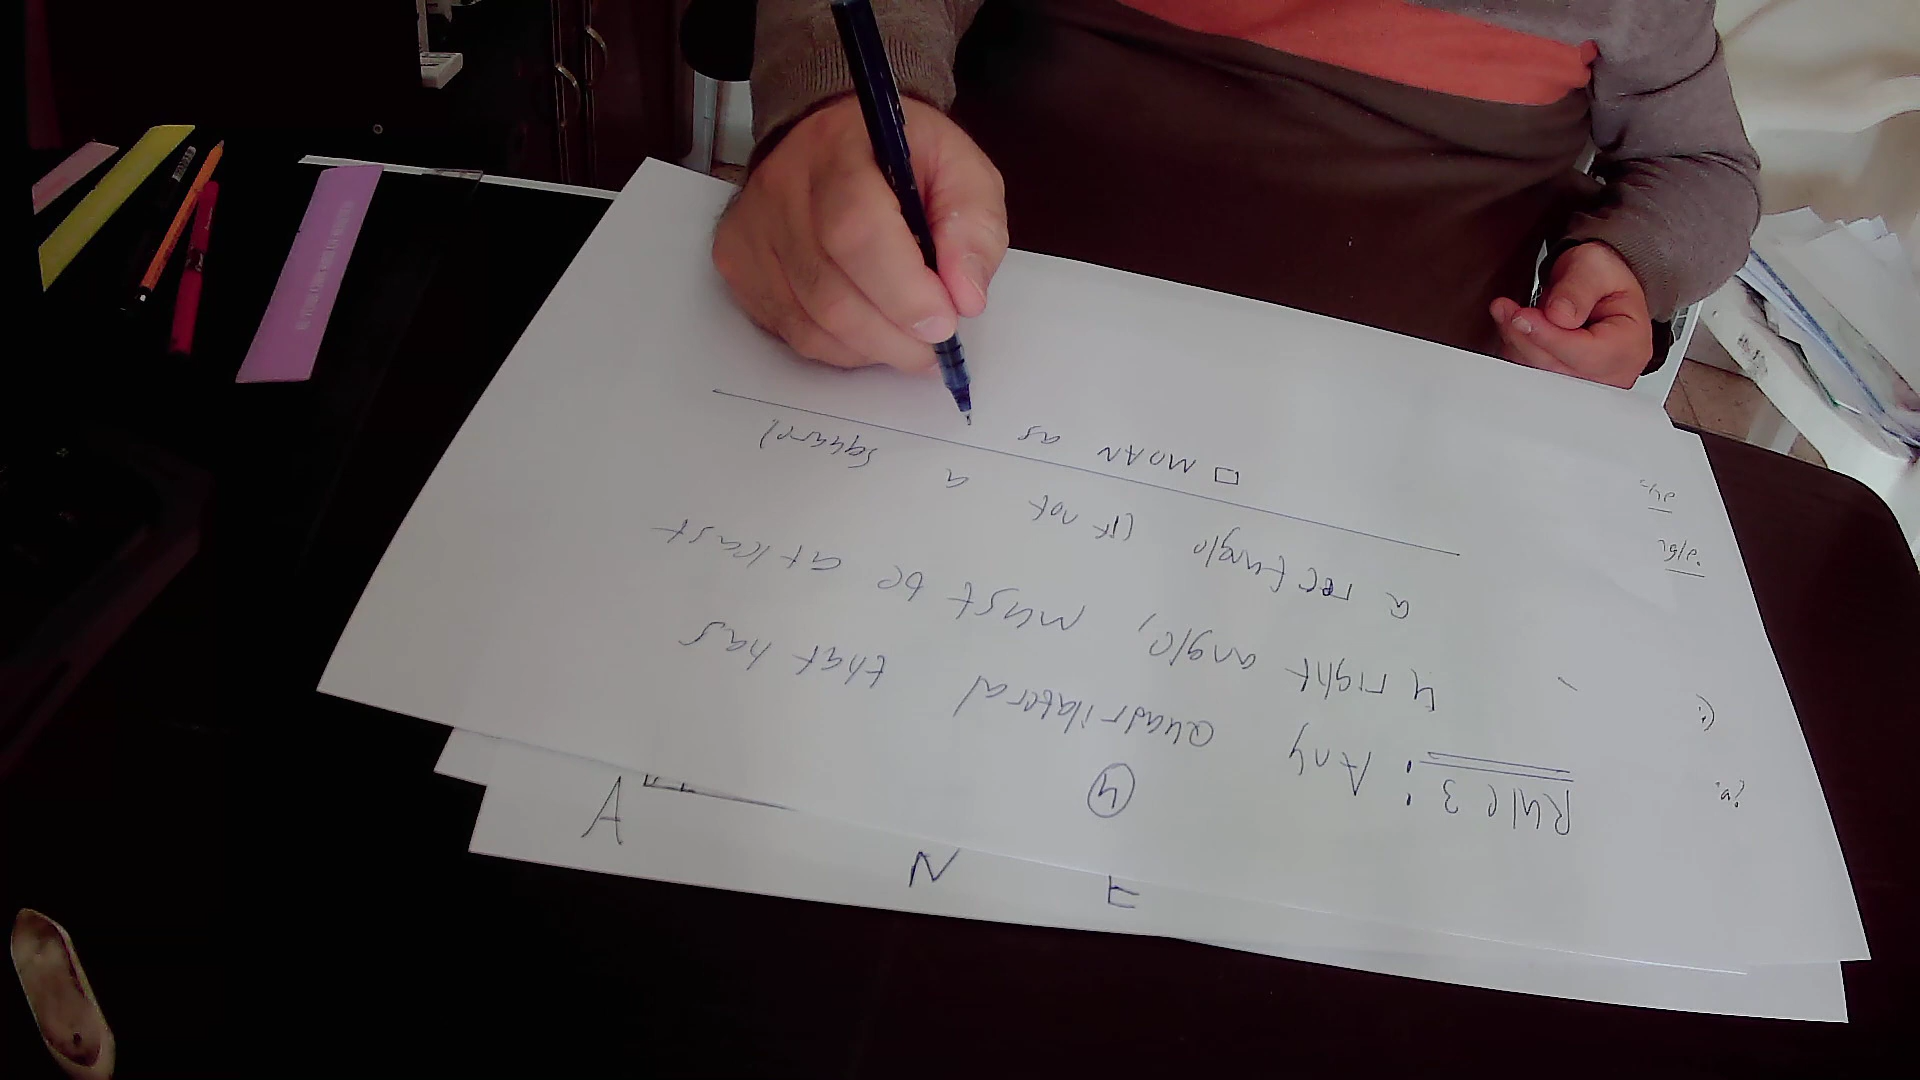 ④
Rule 3: Any quadrilateral that has
4 right angle, must be at least
a rectangle (if not a square)
□ MOAN as
E
N
A